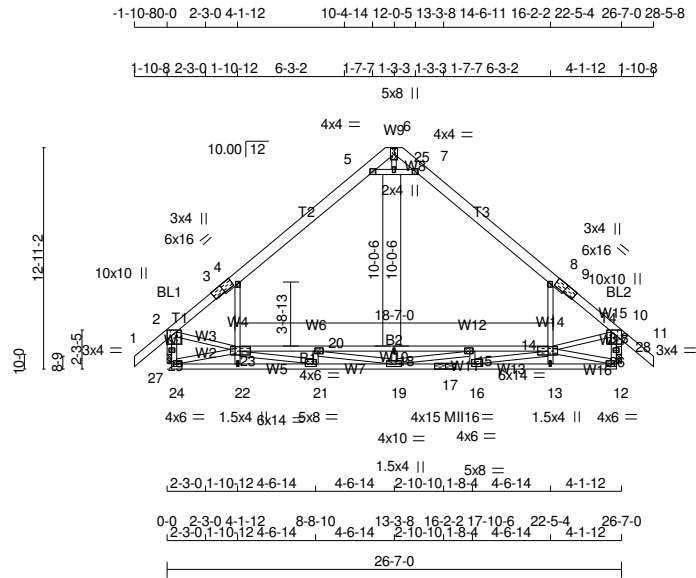 -1-10-80-0 2-3-0 4-1-12 10-4-14 12-0-5 13-3-8 14-6-11 16-2-2 22-5-4 26-7-0 28-5-8
1-10-8 2-3-0 1-10-12 6-3-2 1-7-7 1-3-3 1-3-3 1-7-7 6-3-2 4-1-12 1-10-8
5x8 ||
4x4 = W9 6 4x4 =
10.00 12
5 25 7
W8
2x4 ||
T2 T3
3x4 || 3x4 ||
6x16 // 6x16 \\
12-11-2
10-0-6 10-0-6
10x10 || 3 4 8 9 10x10 ||
BL1 BL2
3-8-13
18-7-0
W15
2 T1 W4 W6 W12 W14 T4 10
1 W3 11
2-3-5
20 B2 14 28
3x4 = W2 3x4 =
10-0 8-9
23 B1 W10 18 15
W5 W7 W13 W16
27 4x6 = 17 6x14 =
24 22 21 19 16 13 12
4x6 = 1.5x4 || 6x14 = 5x8 = 4x15 MII16= 1.5x4 || 4x6 =
4x10 = 4x6 =
1.5x4 || 5x8 =
2-3-0 1-10-12 4-6-14 4-6-14 2-10-10 1-8-4 4-6-14 4-1-12
0-0 2-3-0 4-1-12 8-8-10 13-3-8 16-2-2 17-10-6 22-5-4 26-7-0
2-3-0 1-10-12 4-6-14 4-6-14 2-10-10 1-8-4 4-6-14 4-1-12
26-7-0